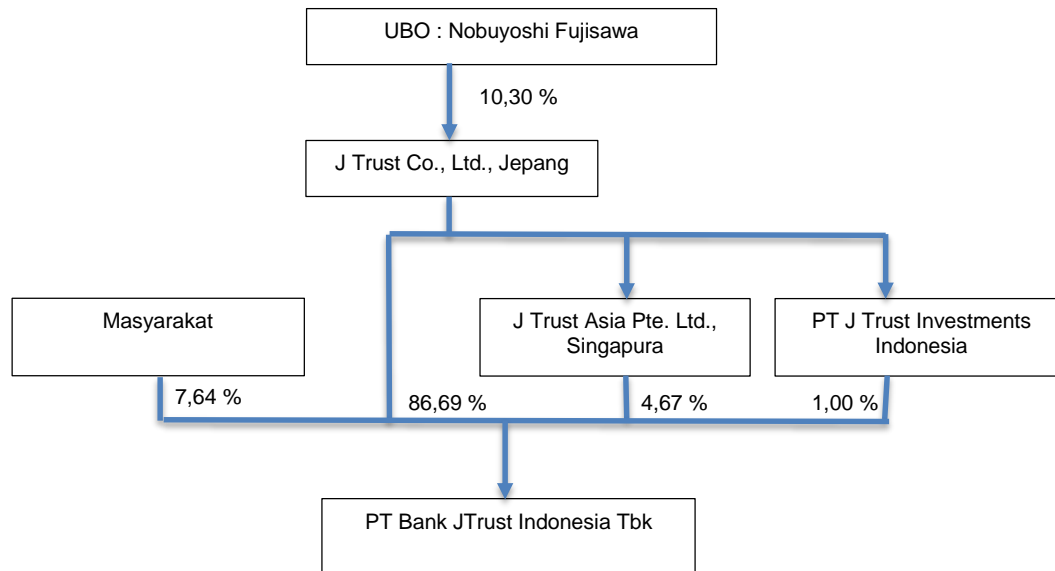 UBO : Nobuyoshi Fujisawa
10,30 %
J Trust Co., Ltd., Jepang
Masyarakat
J Trust Asia Pte. Ltd.,
Singapura
PT J Trust Investments
Indonesia
7,64 %
86,69 %
4,67 %
1,00 %
PT Bank JTrust Indonesia Tbk